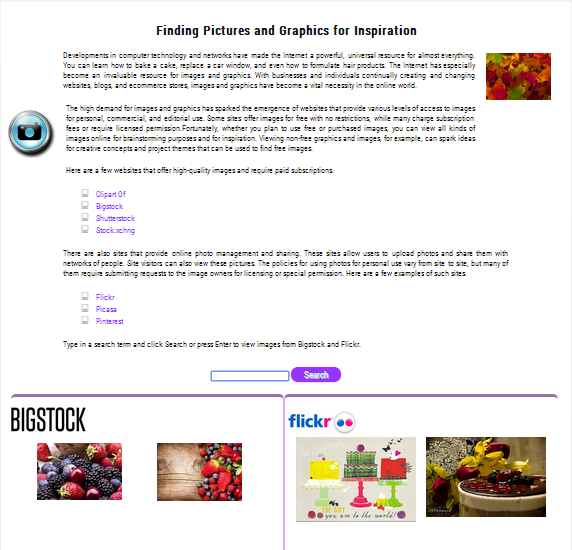 Finding Pictures and Graphics for Inspiration
Developments in computer technology and networks have made the Internet a powerful, universal resource for almost everything.
You can learn how to bake a cake, replace a car window, and even how to formulate hair products. The Internet has especially
become an invaluable resource for images and graphics. With businesses and individuals continually creating and changing
websites, blogs, and ecommerce stores, images and graphics have become a vital necessity in the online world.
The high demand for images and graphics has sparked the emergence of websites that provide various levels of access to images
for personal, commercial, and editorial use. Some sites offer images for free with no restrictions, while many charge subscription
fees or require licensed permission.Fortunately, whether you plan to use free or purchased images, you can view all kinds of
images online for brainstorming purposes and for inspiration. Viewing non-free graphics and images, for example, can spark ideas
for creative concepts and project themes that can be used to find free images.
Here are a few websites that offer high-quality images and require paid subscriptions.
Clipart Of
Bigstock
Shutterstock
Stock.xchng
There are also sites that provide online photo management and sharing. These sites allow users to upload photos and share them with
networks of people. Site visitors can also view these pictures. The policies for using photos for personal use vary from site to site, but many of
them require submitting requests to the image owners for licensing or special permission. Here are a few examples of such sites.
Flickr
Picasa
Pinterest
Type in a search term and click Search or press Enter to view images from Bigstock and Flickr.
Search
BIGSTOCK
flickr
THE GIFT
you are to the world!